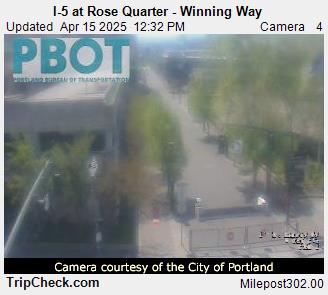 I-5 at Rose Quarter - Winning Way
Updated Apr 15 2025 12:32 PM Camera 4
PBOT
PORTLAND BUREAU OF TRANSPORTATION
Camera courtesy of the City of Portland
TripCheck.com Milepost302.00